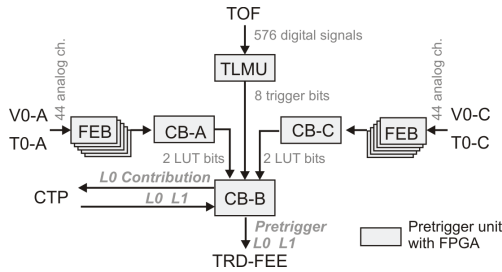 TOF
576 digital signals
44 analog ch.
44 analog ch.
TLMU
V0-A
V0-C
8 trigger bits
FEB
CB-A
CB-C
FEB
T0-A
T0-C
2 LUT bits
2 LUT bits
L0 Contribution
CTP
L0 L1
CB-B
Pretrigger
L0 L1
TRD-FEE
Pretrigger unit
with FPGA